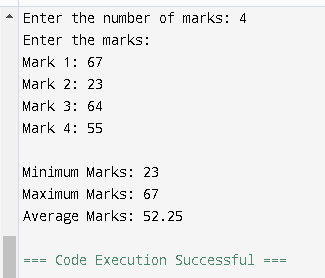 Enter the number of marks: 4
Enter the marks:
Mark 1: 67
Mark 2: 23
Mark 3: 64
Mark 4: 55
Minimum Marks: 23
Maximum Marks: 67
Average Marks: 52.25
=== Code Execution Successful ===